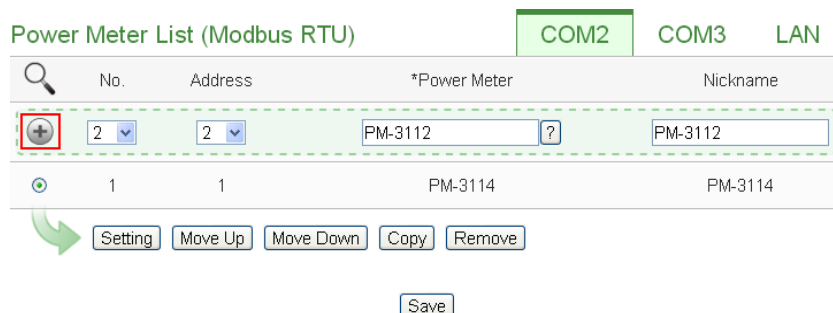 Power Meter List (Modbus RTU) COM2 COM3 LAN
No. Address *Power Meter Nickname
2 2 PM-3112 ? PM-3112
1 1 PM-3114 PM-3114
Setting Move Up Move Down Copy Remove
Save